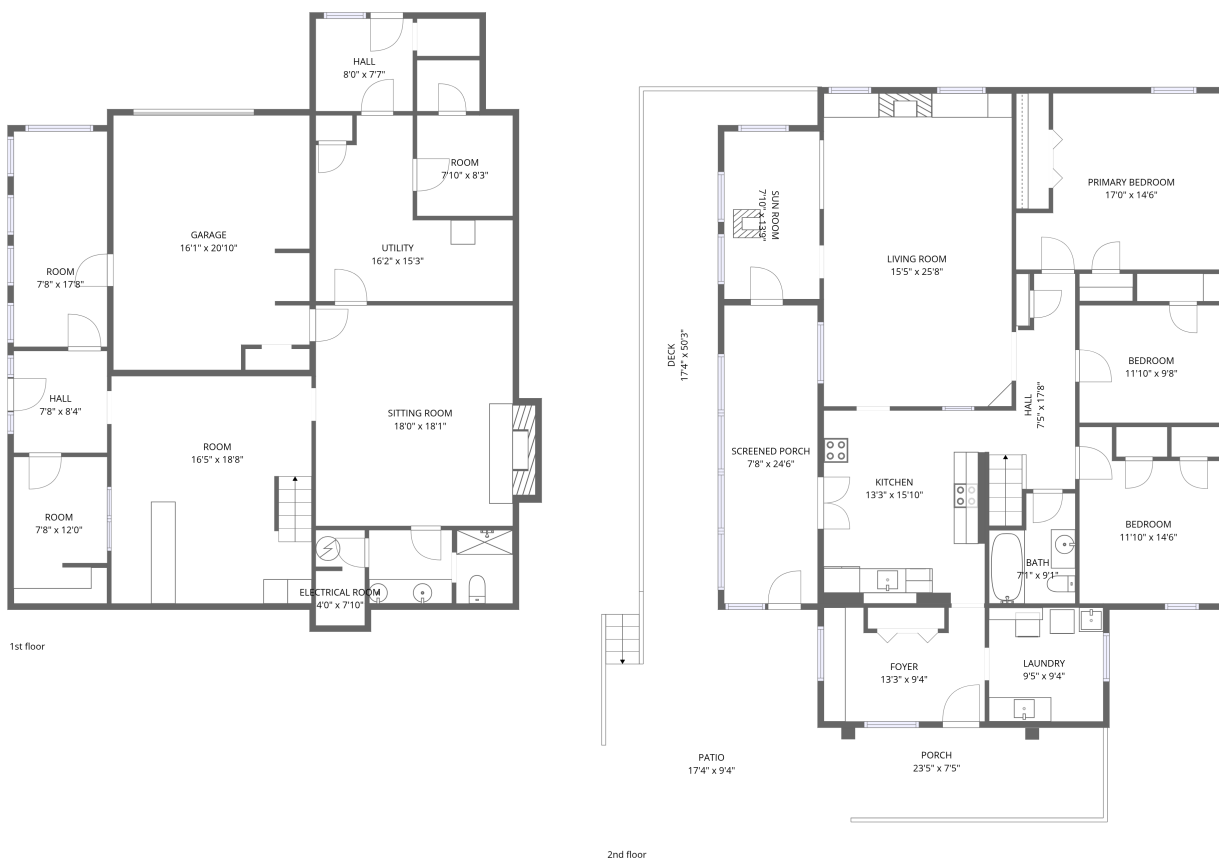 HALL
8'0" x 7'7"
ROOM
7'10" x 8'3"
GARAGE
16'1" x 20'10"
UTILITY
16'2" x 15'3"
ROOM
7'8" x 17'8"
HALL
7'8" x 8'4"
SITTING ROOM
18'0" x 18'1"
ROOM
16'5" x 18'8"
ROOM
7'8" x 12'0"
ELECTRICAL ROOM
4'0" x 7'10"
1st floor
PRIMARY BEDROOM
17'0" x 14'6"
SUN ROOM
7'10" x 13'9"
LIVING ROOM
15'5" x 25'8"
DECK
17'4" x 50'3"
BEDROOM
11'10" x 9'8"
HALL
7'5" x 17'8"
SCREENED PORCH
7'8" x 24'6"
KITCHEN
13'3" x 15'10"
BEDROOM
11'10" x 14'6"
BATH
7'1" x 9'1"
FOYER
13'3" x 9'4"
LAUNDRY
9'5" x 9'4"
PATIO
17'4" x 9'4"
PORCH
23'5" x 7'5"
2nd floor